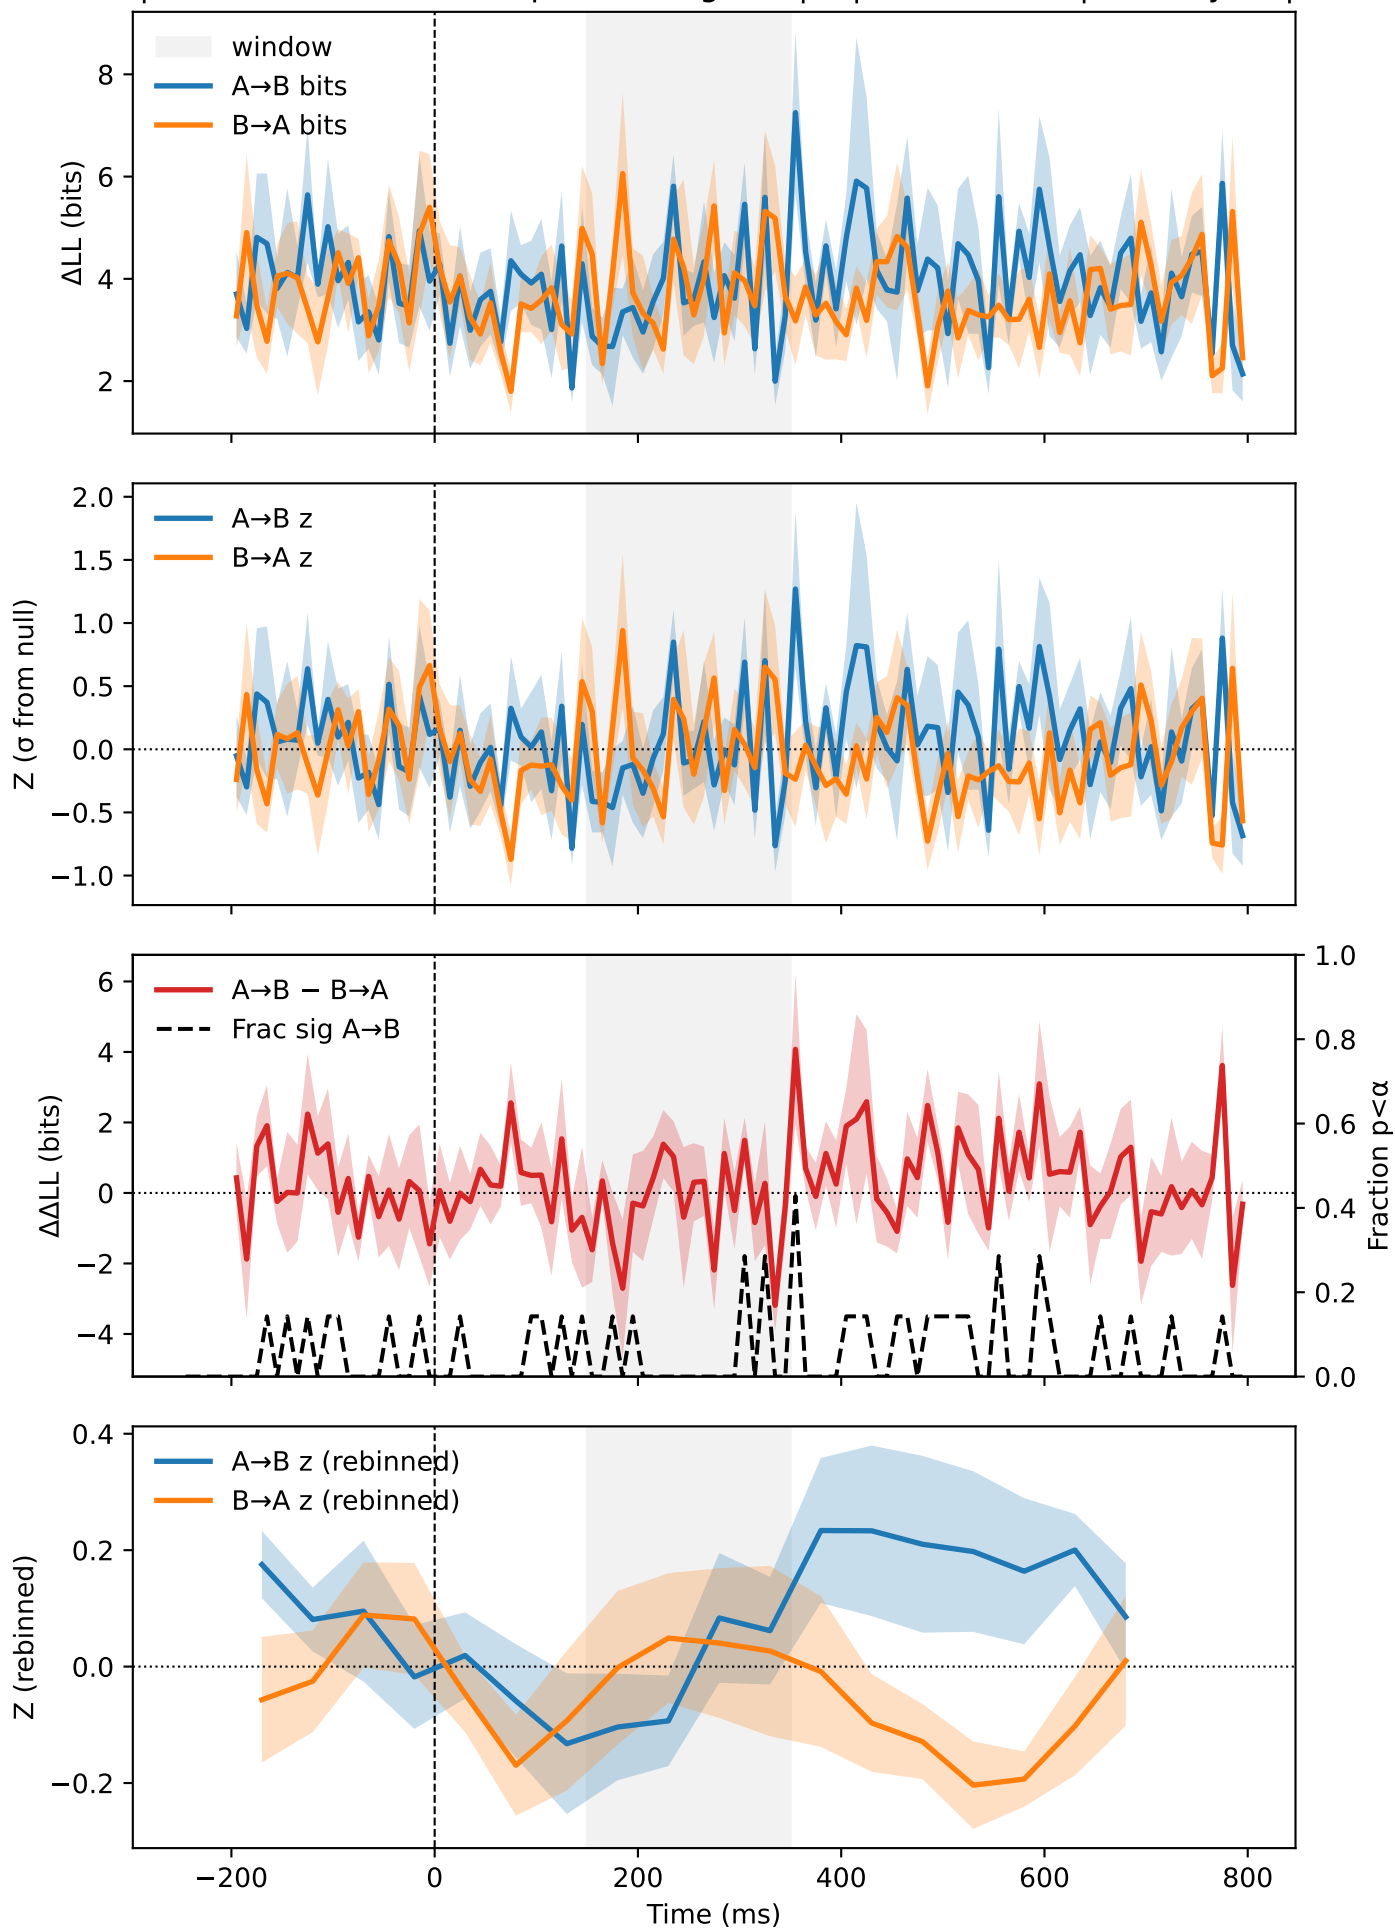 window
A→B bits
B→A bits
ΔLL (bits)
8
6
4
2
A→B z
B→A z
Z (σ from null)
2.0
1.5
1.0
0.5
0.0
−0.5
−1.0
A→B − B→A
Frac sig A→B
ΔΔLL (bits)
6
4
2
0
−2
−4
1.0
0.8
0.6
0.4
0.2
0.0
Fraction p<α
A→B z (rebinned)
B→A z (rebinned)
Z (rebinned)
0.4
0.2
0.0
−0.2
−200
0
200
400
600
800
Time (ms)